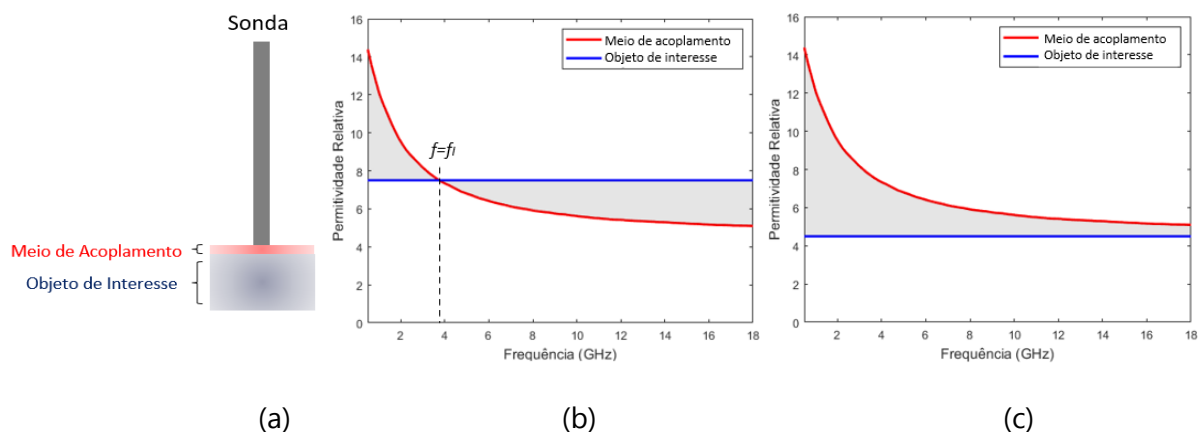 Sonda
Meio de Acoplamento
Objeto de Interesse
(a)
16
14
12
10
8
6
4
2
0
Permitividade Relativa
Meio de acoplamento
Objeto de interesse
f=fI
2 4 6 8 10 12 14 16 18
Frequência (GHz)
(b)
16
14
12
10
8
6
4
2
0
Permitividade Relativa
Meio de acoplamento
Objeto de interesse
2 4 6 8 10 12 14 16 18
Frequência (GHz)
(c)